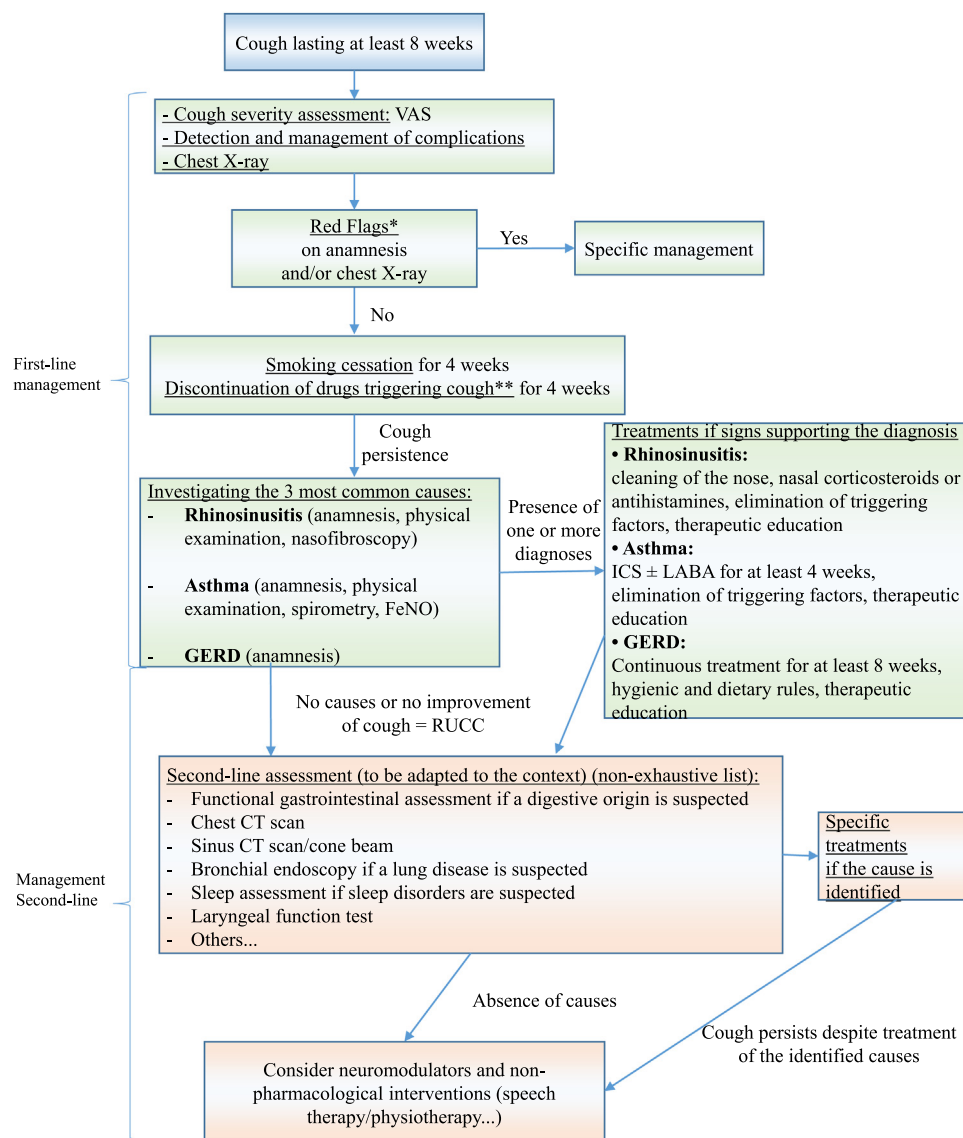 Cough lasting at least 8 weeks
- Cough severity assessment: VAS
- Detection and management of complications
- Chest X-ray
Red Flags*
on anamnesis
and/or chest X-ray
Yes
Specific management
No
First-line
management
Smoking cessation for 4 weeks
Discontinuation of drugs triggering cough** for 4 weeks
Cough
persistence
Investigating the 3 most common causes:
- Rhinosinusitis (anamnesis, physical
examination, nasofibroscopy)
- Asthma (anamnesis, physical
examination, spirometry, FeNO)
- GERD (anamnesis)
Presence of
one or more
diagnoses
Treatments if signs supporting the diagnosis
• Rhinosinusitis:
cleaning of the nose, nasal corticosteroids or
antihistamines, elimination of triggering
factors, therapeutic education
• Asthma:
ICS ± LABA for at least 4 weeks,
elimination of triggering factors, therapeutic
education
• GERD:
Continuous treatment for at least 8 weeks,
hygienic and dietary rules, therapeutic
education
No causes or no improvement
of cough = RUCC
Management
Second-line
Second-line assessment (to be adapted to the context) (non-exhaustive list):
- Functional gastrointestinal assessment if a digestive origin is suspected
- Chest CT scan
- Sinus CT scan/cone beam
- Bronchial endoscopy if a lung disease is suspected
- Sleep assessment if sleep disorders are suspected
- Laryngeal function test
- Others...
Specific
treatments
if the cause is
identified
Absence of causes
Cough persists despite treatment
of the identified causes
Consider neuromodulators and non-
pharmacological interventions (speech
therapy/physiotherapy...)